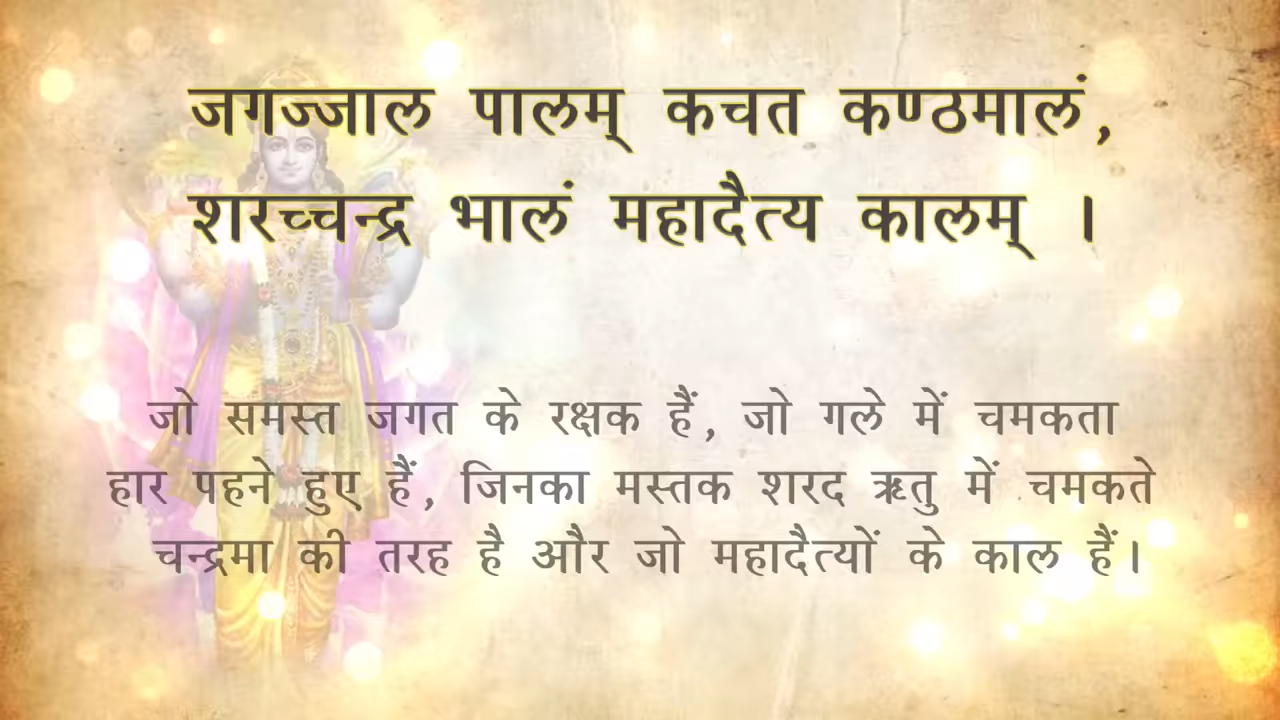 जगज्जाल पालम् कचत कण्ठमालं,
शरच्चन्द्र भालं महादैत्य कालम् ।
जो समस्त जगत के रक्षक हैं, जो गले में चमकता
हार पहने हुए हैं, जिनका मस्तक शरद ऋतु में चमकते
चन्द्रमा की तरह है और जो महादैत्यों के काल हैं।